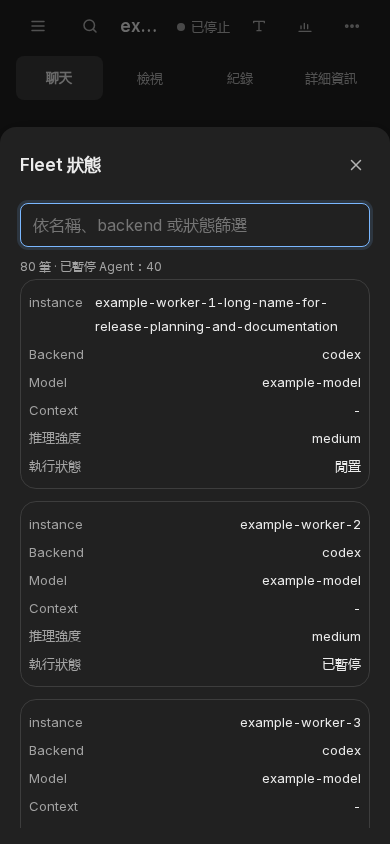 ex...
已停止
聊天
檢視
紀錄
詳細資訊
Fleet 狀態
依名稱、backend 或狀態篩選
80 筆 · 已暫停 Agent：40
instance example-worker-1-long-name-for-
release-planning-and-documentation
Backend codex
Model example-model
Context -
推理強度 medium
執行狀態 閒置
instance example-worker-2
Backend codex
Model example-model
Context -
推理強度 medium
執行狀態 已暫停
instance example-worker-3
Backend codex
Model example-model
Context -